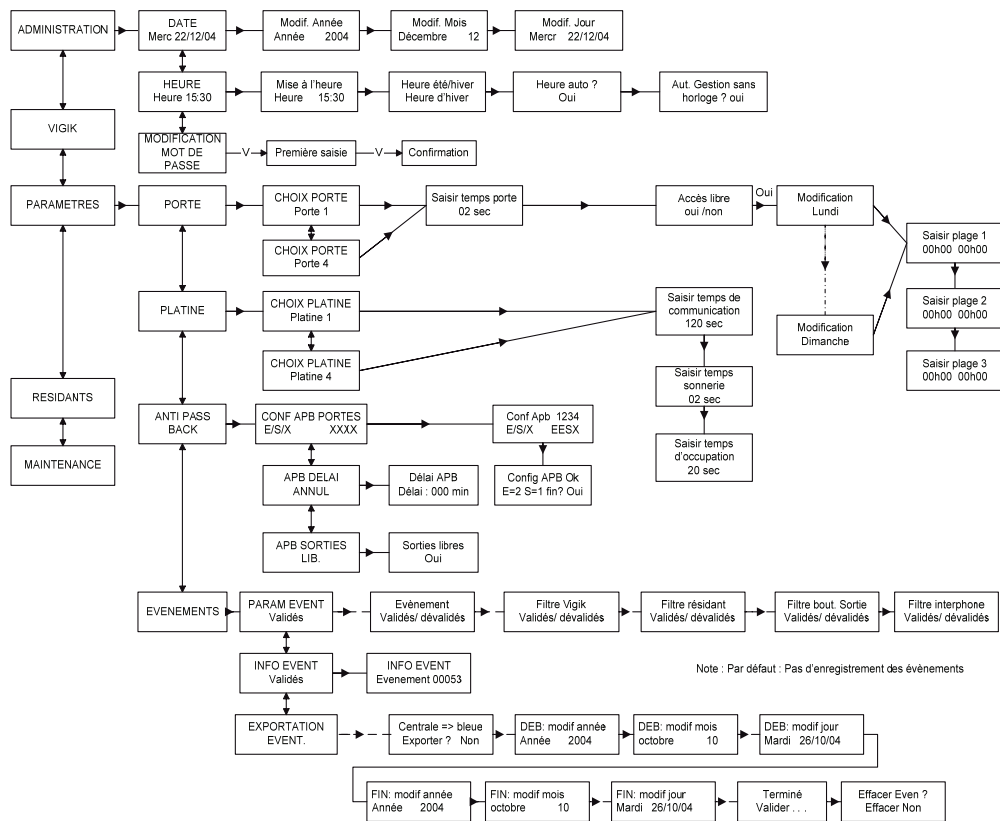 ADMINISTRATION
DATE
Merc 22/12/04
Modif. Année
Année 2004
Modif. Mois
Décembre 12
Modif. Jour
Mercr 22/12/04
HEURE
Heure 15:30
Mise à l'heure
Heure 15:30
Heure été/hiver
Heure d'hiver
Heure auto ?
Oui
Aut. Gestion sans
horloge ? oui
VIGIK
MODIFICATION
MOT DE
PASSE
V
Première saisie
V
Confirmation
PARAMETRES
PORTE
CHOIX PORTE
Porte 1
Saisir temps porte
02 sec
Accès libre
oui /non
Oui
Modification
Lundi
CHOIX PORTE
Porte 4
Saisir plage 1
00h00 00h00
PLATINE
CHOIX PLATINE
Platine 1
Saisir temps de
communication
120 sec
Saisir plage 2
00h00 00h00
Modification
Dimanche
CHOIX PLATINE
Platine 4
Saisir plage 3
00h00 00h00
RESIDANTS
Saisir temps
sonnerie
02 sec
ANTI PASS
BACK
CONF APB PORTES
E/S/X XXXX
Conf Apb 1234
E/S/X EESX
MAINTENANCE
Saisir temps
d'occupation
20 sec
APB DELAI
ANNUL
Délai APB
Délai : 000 min
Config APB Ok
E=2 S=1 fin? Oui
APB SORTIES
LIB.
Sorties libres
Oui
EVENEMENTS
PARAM EVENT
Validés
Evènement
Validés/ dévalidés
Filtre Vigik
Validés/ dévalidés
Filtre résidant
Validés/ dévalidés
Filtre bout. Sortie
Validés/ dévalidés
Filtre interphone
Validés/ dévalidés
INFO EVENT
Validés
INFO EVENT
Evenement 00053
Note : Par défaut : Pas d'enregistrement des évènements
EXPORTATION
EVENT.
Centrale => bleue
Exporter ? Non
DEB: modif année
Année 2004
DEB: modif mois
octobre 10
DEB: modif jour
Mardi 26/10/04
FIN: modif année
Année 2004
FIN: modif mois
octobre 10
FIN: modif jour
Mardi 26/10/04
Terminé
Valider . . .
Effacer Even ?
Effacer Non